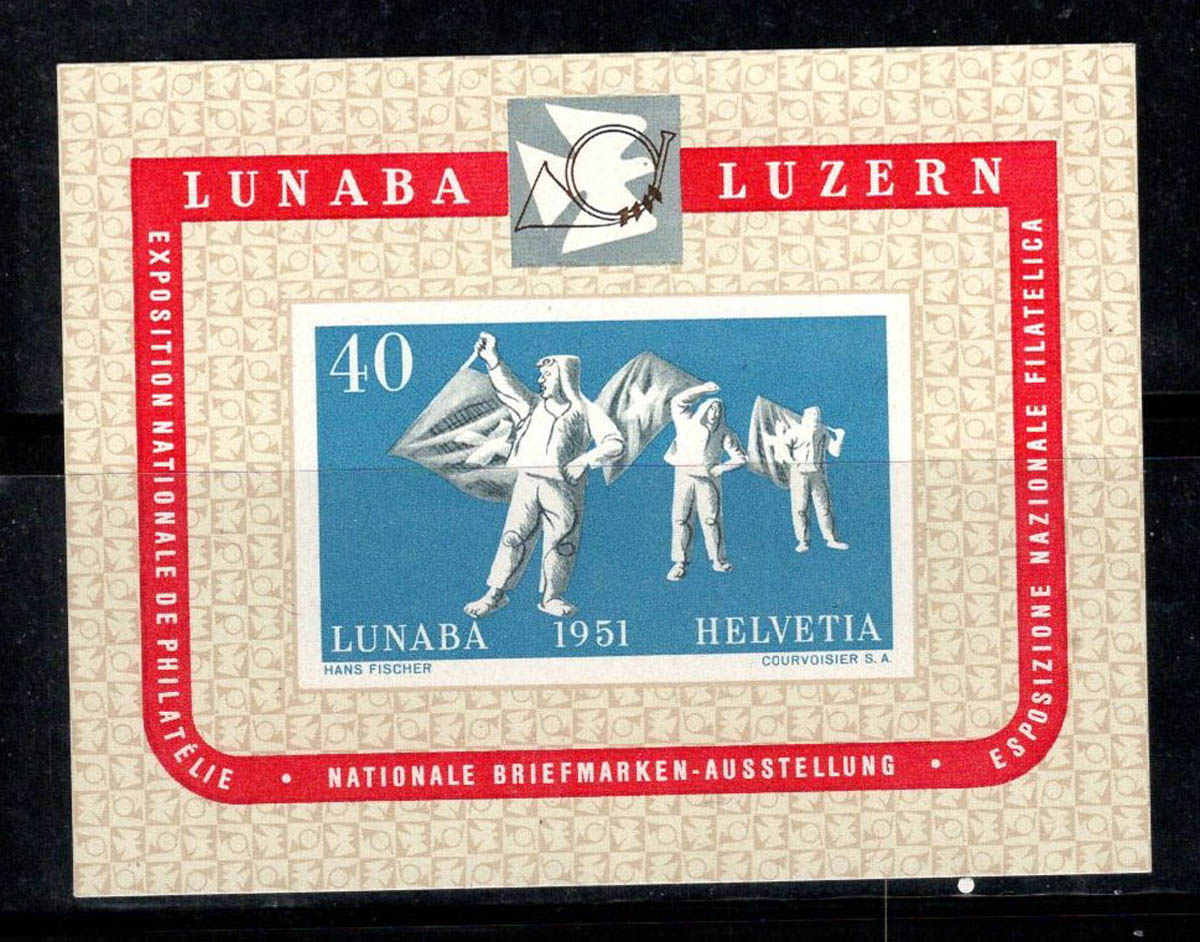 LUNABA LUZERN
EXPOSITION NATIONALE DE PHILATÉLIE • NATIONALE BRIEFMARKEN-AUSSTELLUNG • ESPOSIZIONE NAZIONALE FILATELICA
40
LUNABA 1951 HELVETIA
HANS FISCHER COURVOISIER S.A.